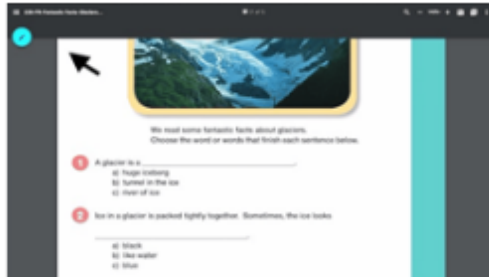 We read some fantastic facts about glaciers.
Choose the word or words that finish each sentence below.
1 A glacier is a
a) huge iceberg
b) tunnel in the ice
c) river of ice
2 Ice in a glacier is packed tightly together. Sometimes, the ice looks
a) black
b) like water
c) blue